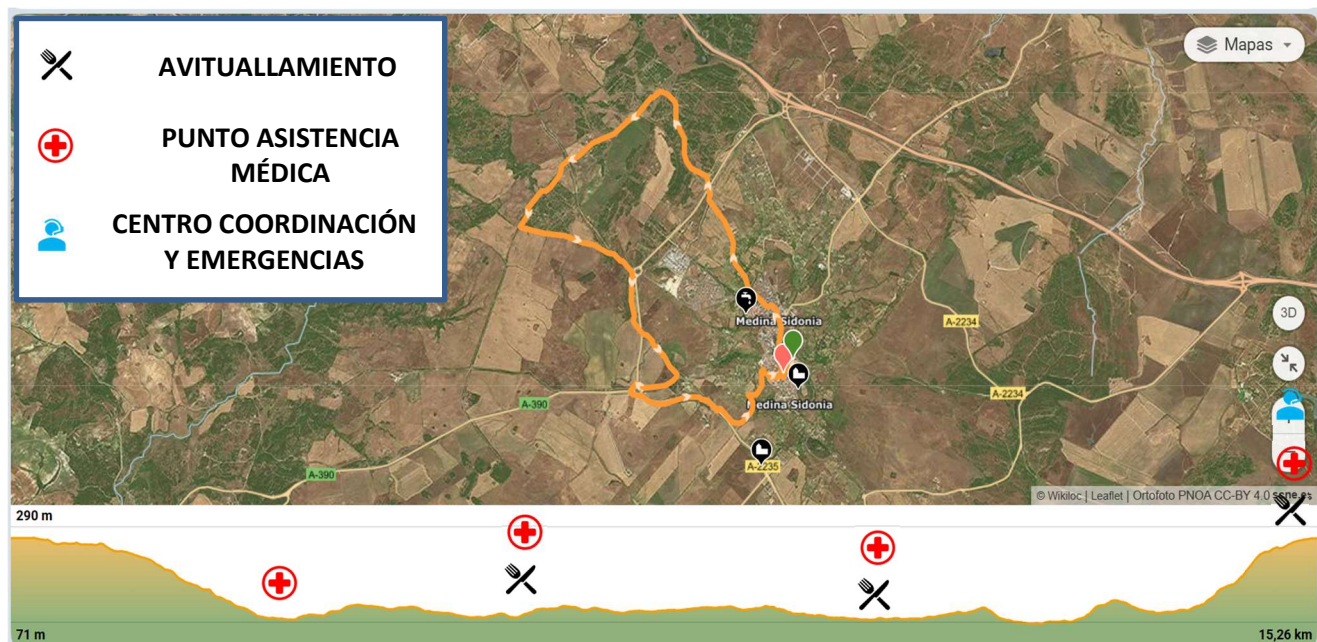 AVITUALLAMIENTO
PUNTO ASISTENCIA
MÉDICA
CENTRO COORDINACIÓN
Y EMERGENCIAS
Mapas
3D
Medina Sidonia
A-2234
A-2234
Medina Sidonia
A-390
A-2235
A-390
© Wikiloc | Leaflet | Ortofoto PNOA CC-BY 4.0 scne.es
290 m
71 m
15,26 km